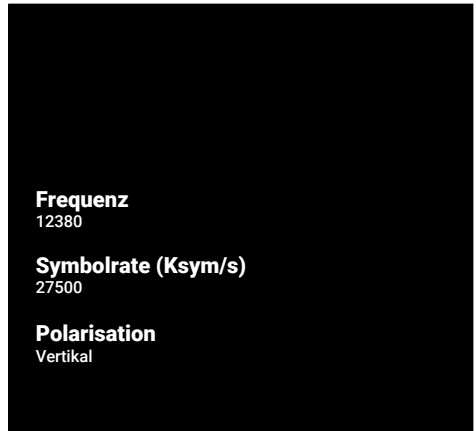 Frequenz
12380
Symbolrate (Ksym/s)
27500
Polarisation
Vertikal